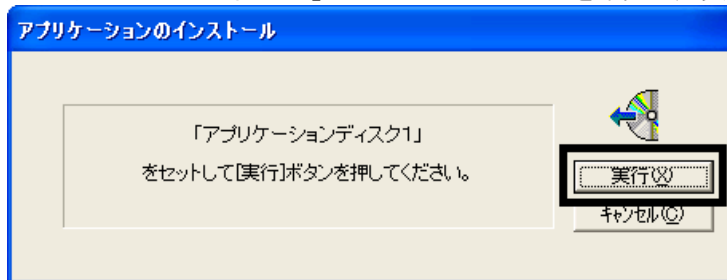 アプリケーションのインストール
「アプリケーションディスク1」
をセットして[実行]ボタンを押してください。
実行(X)
キャンセル(C)